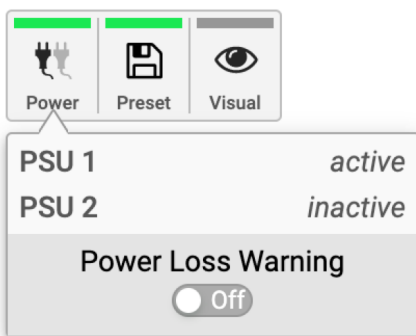 Power Preset Visual
PSU 1 active
PSU 2 inactive
Power Loss Warning
Off